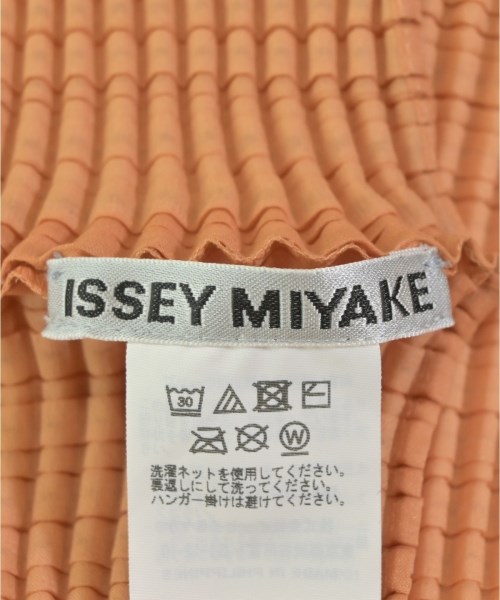 ISSEY MIYAKE
30
W
洗濯ネットを使用してください。
裏返しにして洗ってください。
ハンガー掛けは避けてください。